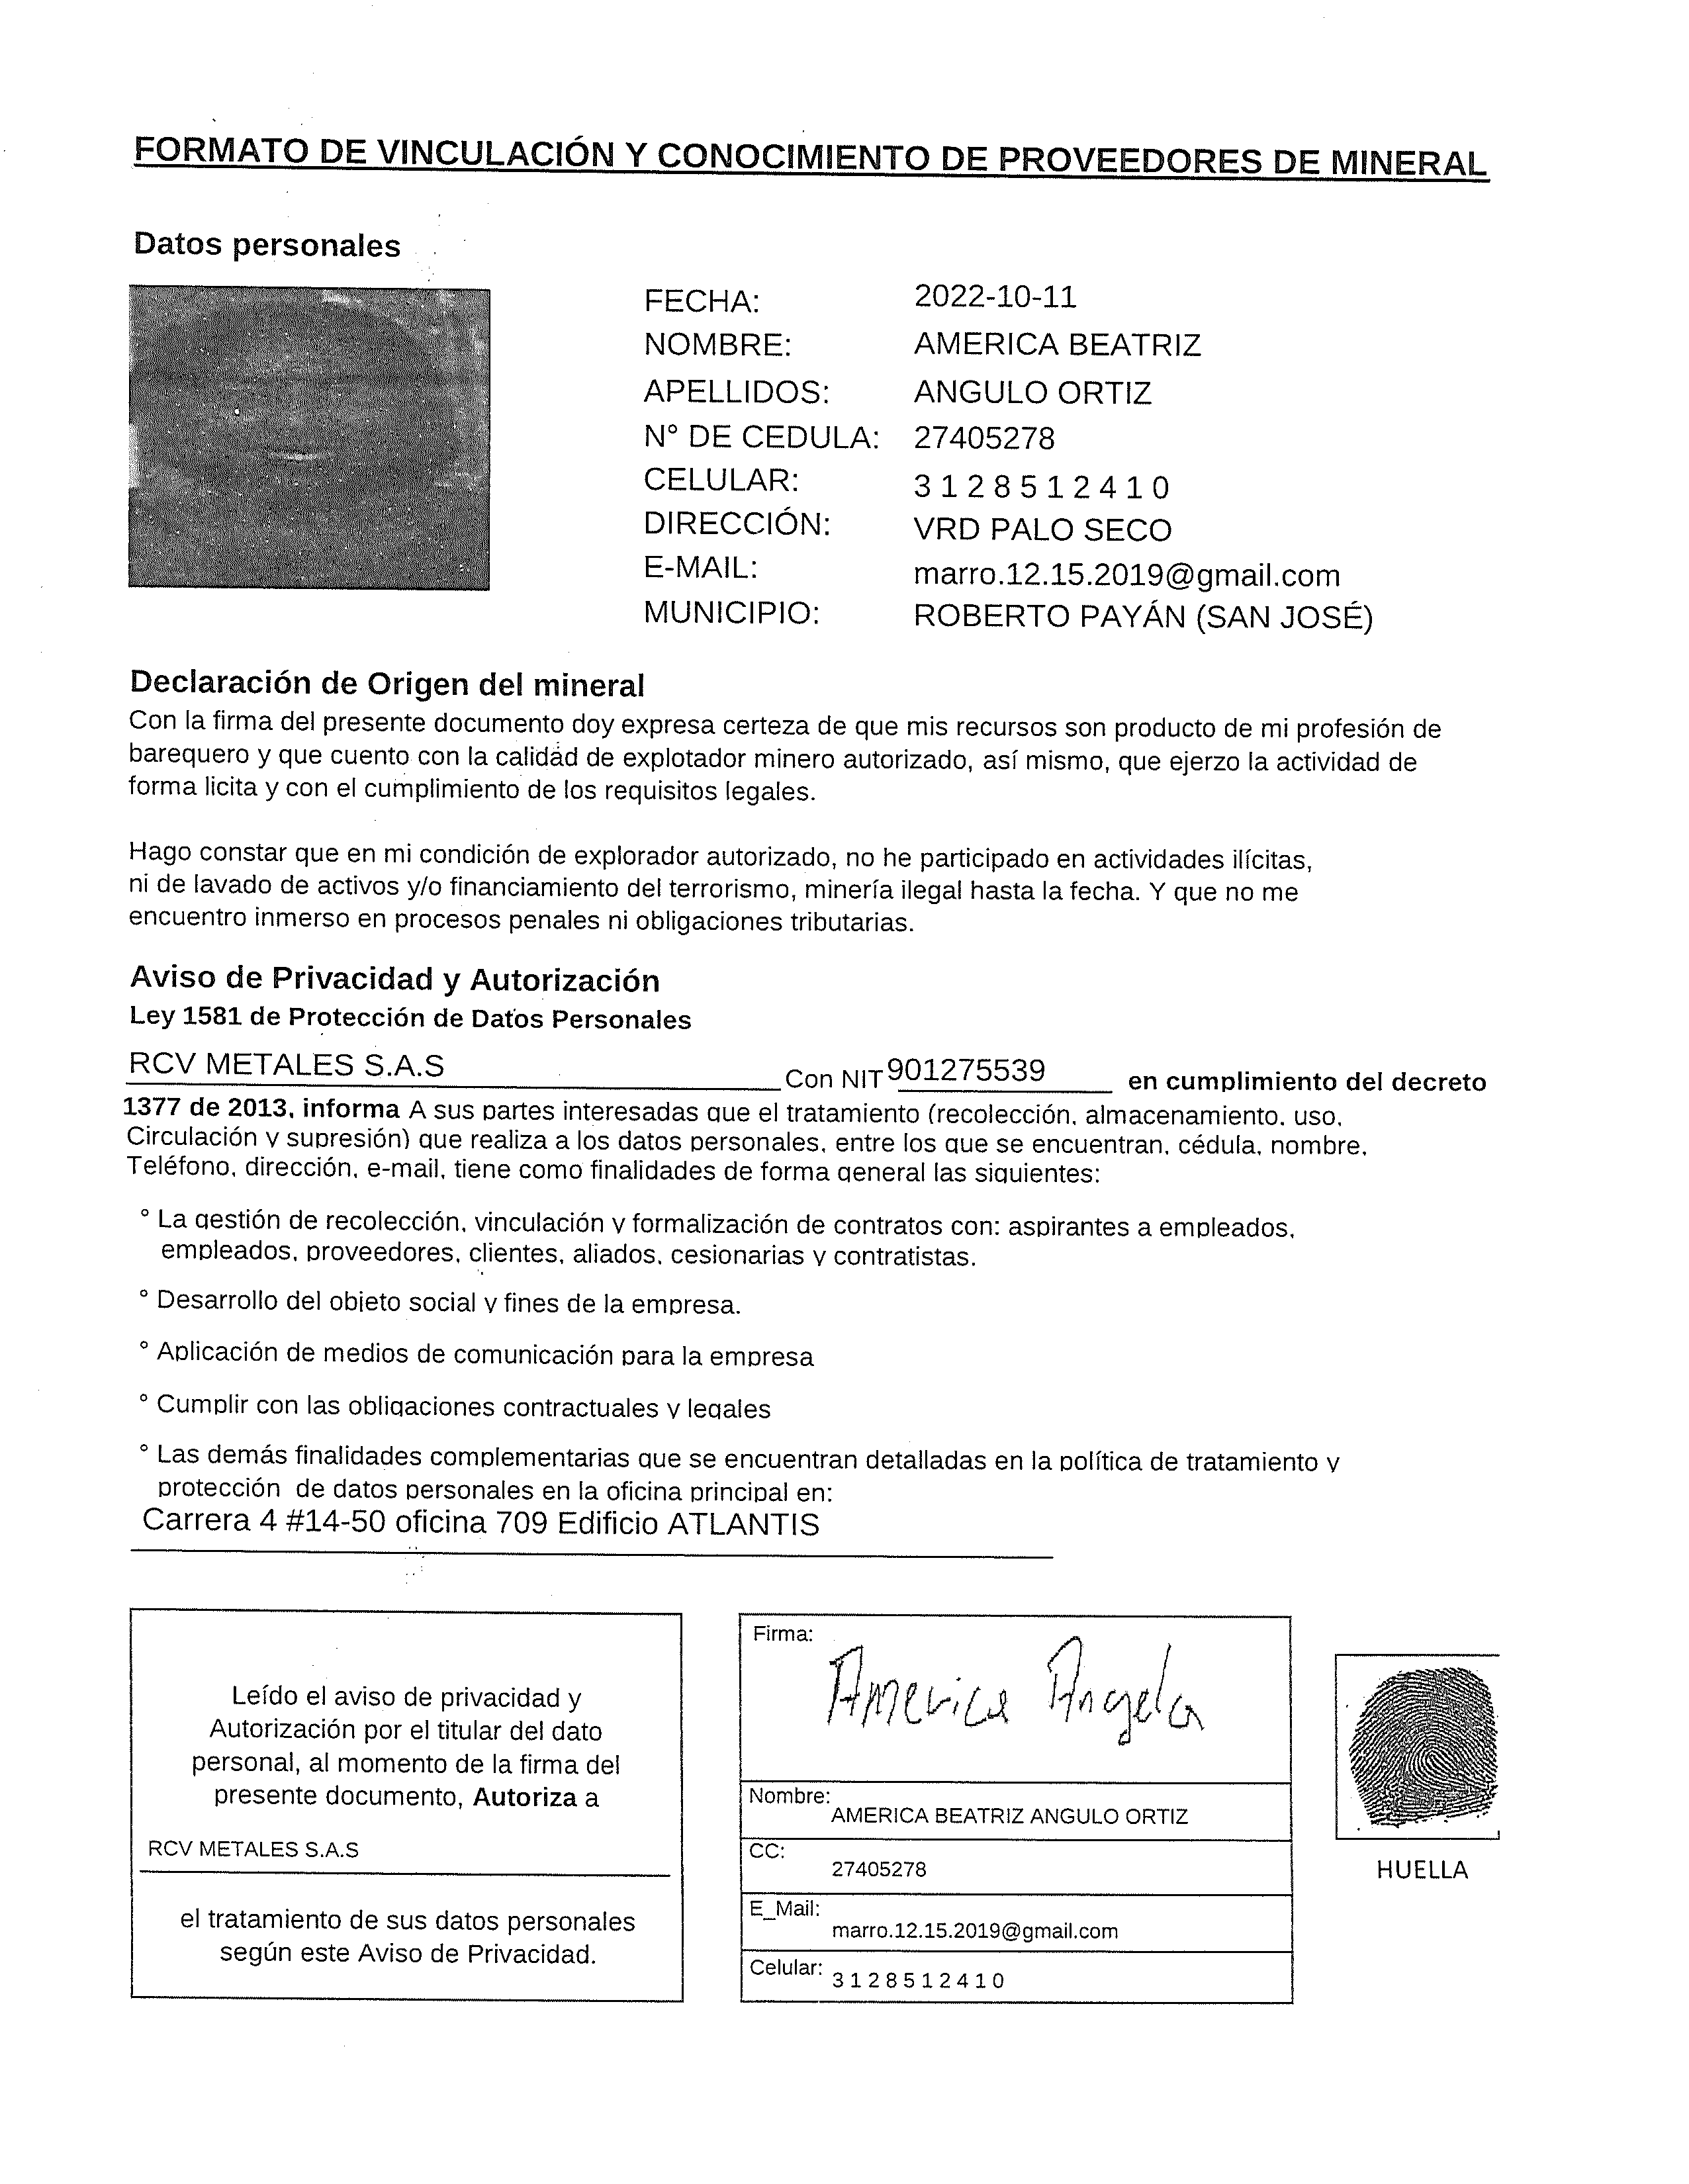 FORMATO DE VINCULACIÓN Y CONOCIMIENTO DE PROVEEDORES DE MINERAL
Datos personales
FECHA: 2022-10-11
NOMBRE: AMERICA BEATRIZ
APELLIDOS: ANGULO ORTIZ
N° DE CEDULA: 27405278
CELULAR: 3 1 2 8 5 1 2 4 1 0
DIRECCIÓN: VRD PALO SECO
E-MAIL: marro.12.15.2019@gmail.com
MUNICIPIO: ROBERTO PAYÁN (SAN JOSÉ)
Declaración de Origen del mineral
Con la firma del presente documento doy expresa certeza de que mis recursos son producto de mi profesión de
barequero y que cuento con la calidad de explotador minero autorizado, así mismo, que ejerzo la actividad de
forma licita y con el cumplimiento de los requisitos legales.
Hago constar que en mi condición de explorador autorizado, no he participado en actividades ilícitas,
ni de lavado de activos y/o financiamiento del terrorismo, minería ilegal hasta la fecha. Y que no me
encuentro inmerso en procesos penales ni obligaciones tributarias.
Aviso de Privacidad y Autorización
Ley 1581 de Protección de Datos Personales
RCV METALES S.A.S Con NIT 901275539 en cumplimiento del decreto
1377 de 2013, informa A sus partes interesadas que el tratamiento (recolección, almacenamiento, uso,
Circulación y supresión) que realiza a los datos personales, entre los que se encuentran, cédula, nombre,
Teléfono, dirección, e-mail, tiene como finalidades de forma general las siguientes:
° La gestión de recolección, vinculación y formalización de contratos con: aspirantes a empleados,
empleados, proveedores, clientes, aliados, cesionarias y contratistas.
° Desarrollo del objeto social y fines de la empresa.
° Aplicación de medios de comunicación para la empresa
° Cumplir con las obligaciones contractuales y legales
° Las demás finalidades complementarias que se encuentran detalladas en la política de tratamiento y
protección de datos personales en la oficina principal en:
Carrera 4 #14-50 oficina 709 Edificio ATLANTIS
Leído el aviso de privacidad y
Autorización por el titular del dato
personal, al momento de la firma del
presente documento, Autoriza a
RCV METALES S.A.S
el tratamiento de sus datos personales
según este Aviso de Privacidad.
Firma:
America Angela
Nombre:
AMERICA BEATRIZ ANGULO ORTIZ
CC:
27405278
E_Mail:
marro.12.15.2019@gmail.com
Celular: 3 1 2 8 5 1 2 4 1 0
HUELLA